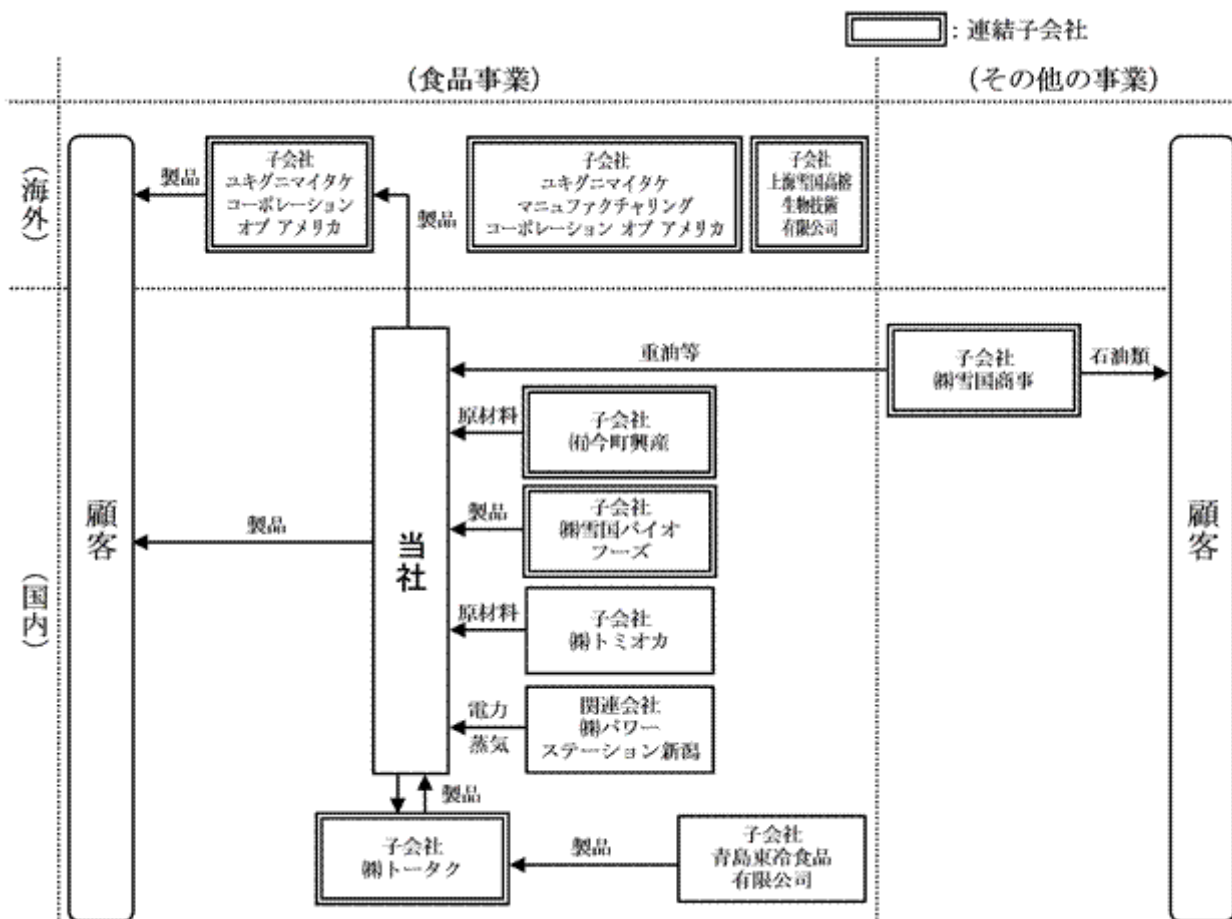 ：連結子会社
（食品事業）
（その他の事業）
（海外）
製品
子会社
ユキグニマイタケ
コーポレーション
オブ アメリカ
製品
子会社
ユキグニマイタケ
マニュファクチャリング
コーポレーション オブ アメリカ
子会社
上海雪国高榕
生物技術
有限公司
重油等
子会社
㈱雪国商事
石油類
原材料
子会社
㈲今町興産
顧客
製品
当社
製品
子会社
㈱雪国バイオ
フーズ
顧客
（国内）
原材料
子会社
㈱トミオカ
電力
蒸気
関連会社
㈱パワー
ステーション新潟
製品
子会社
㈱トータク
製品
子会社
青島東冷食品
有限公司